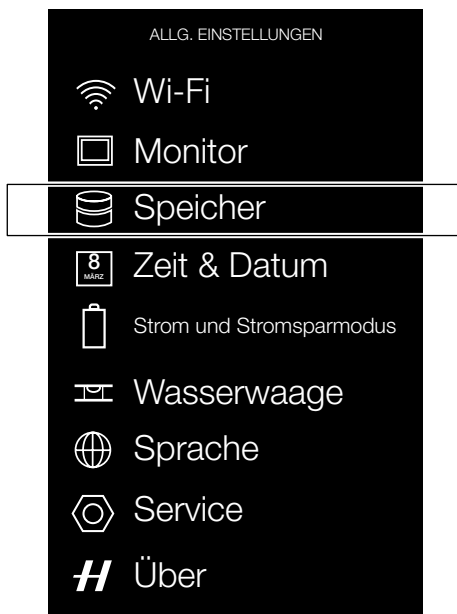 ALLG. EINSTELLUNGEN
Wi-Fi
Monitor
Speicher
8
MÄRZ
Zeit & Datum
Strom und Stromsparmodus
Wasserwaage
Sprache
Service
H Über